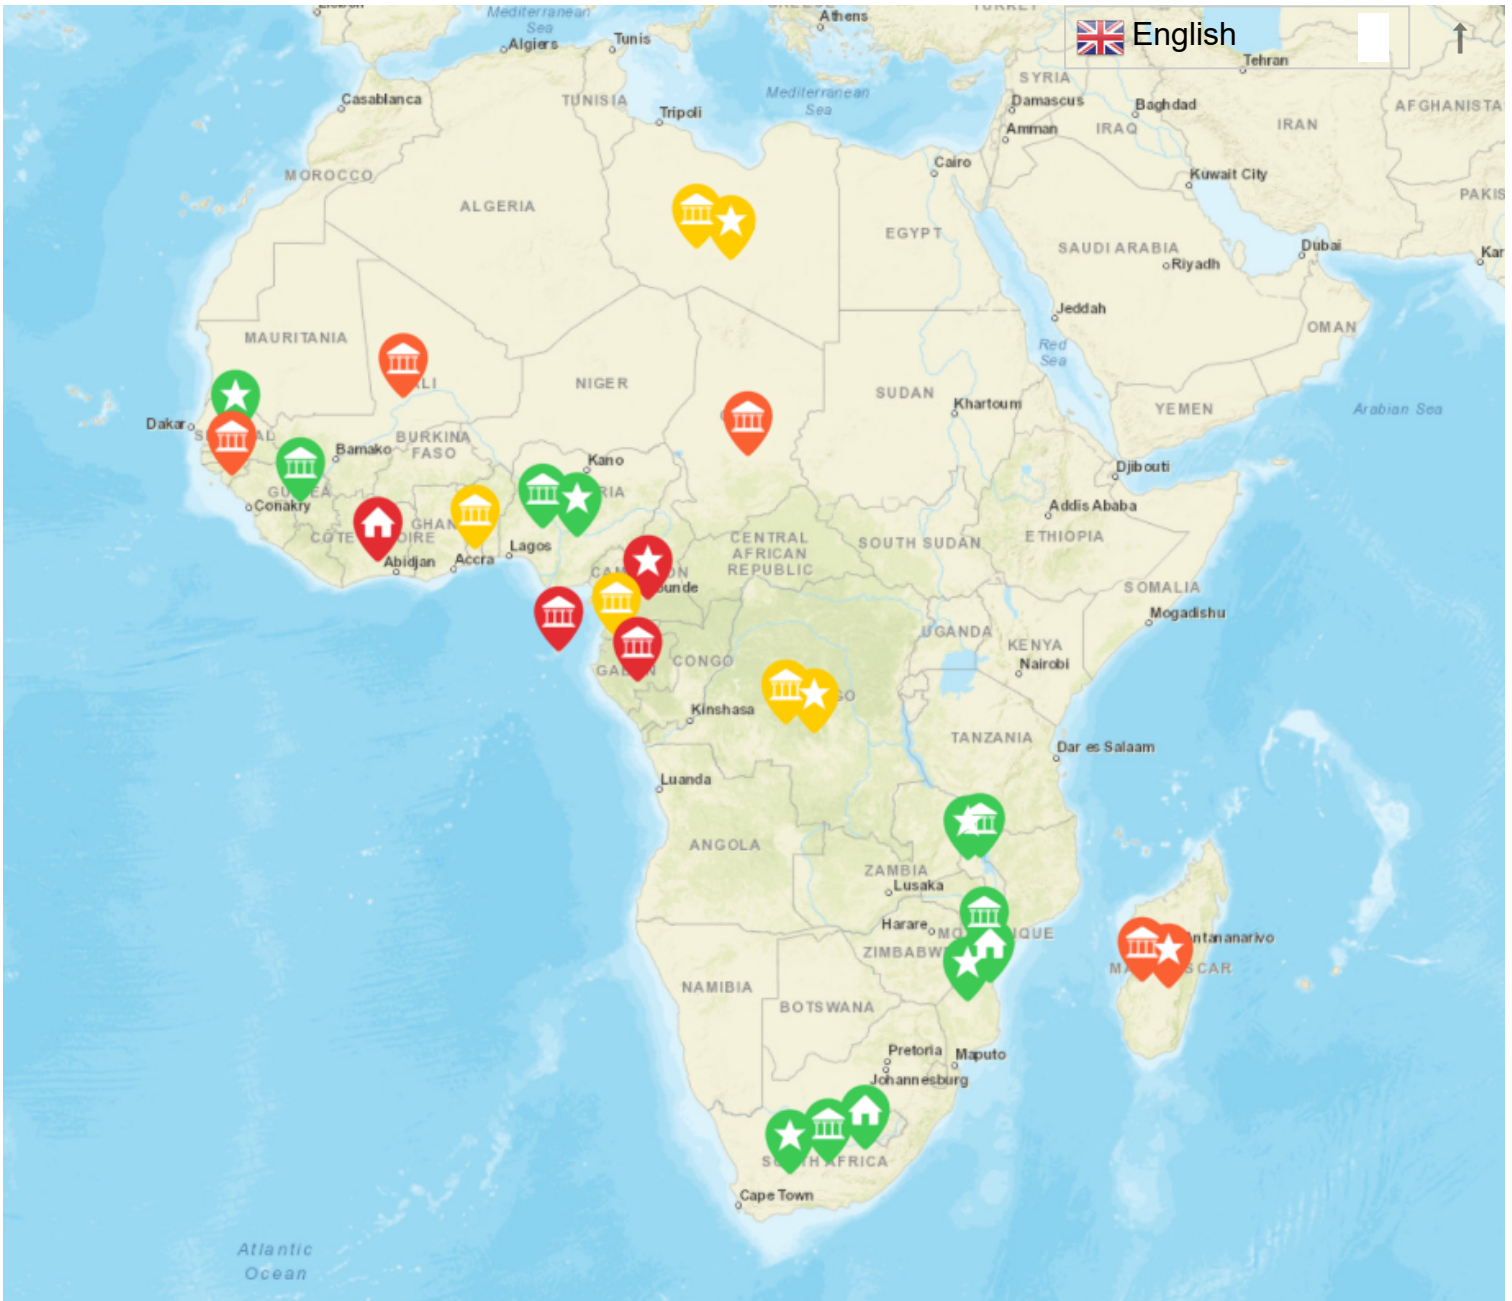 Mediterranean
Sea
Athens
English
Algiers
Tunis
Tehran
SYRIA
Casablanca
TUNISIA
Tripoli
Mediterranean
Sea
Damascus
Baghdad
AFGHANISTA
Amman
IRAQ
IRAN
MOROCCO
Cairo
Kuwait City
PAKIS
ALGERIA
EGYPT
SAUDI ARABIA
Riyadh
Dubai
Kar
Jeddah
MAURITANIA
Red
Sea
OMAN
NIGER
SUDAN
Khartoum
YEMEN
Arabian Sea
Dakar
Bamako
BURKINA
FASO
Kano
Djibouti
Conakry
Addis Ababa
GHAN
Abidjan
Accra
Lagos
CENTRAL
AFRICAN
REPUBLIC
SOUTH SUDAN
ETHIOPIA
SOMALIA
Mogadishu
UGANDA
KENYA
Nairobi
CONGO
Kinshasa
TANZANIA
Dar es Salaam
Luanda
ANGOLA
ZAMBIA
Lusaka
Harare
ZIMBABW
Antananarivo
NAMIBIA
BOTSWANA
Pretoria
Maputo
Johannesburg
SOUTH AFRICA
Cape Town
Atlantic
Ocean